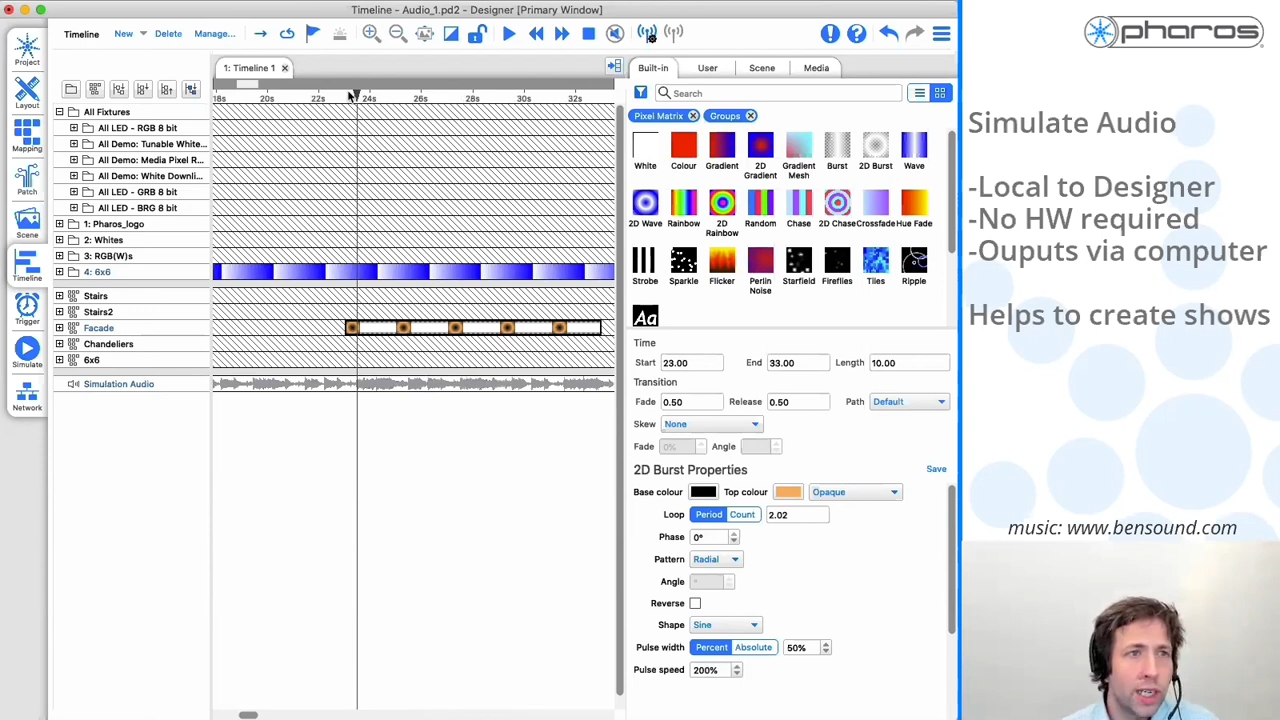 Timeline - Audio_1.pd2 - Designer [Primary Window]
Timeline New Delete Manage...
pharos
Project
Layout
Mapping
Patch
Scene
Timeline
Trigger
Simulate
Network
1: Timeline 1
18s 20s 22s 24s 26s 28s 30s 32s
All Fixtures
All LED - RGB 8 bit
All Demo: Tunable White...
All Demo: Media Pixel R...
All Demo: White Downli...
All LED - GRB 8 bit
All LED - BRG 8 bit
1: Pharos_logo
2: Whites
3: RGB(W)s
4: 6x6
Stairs
Stairs2
Facade
Chandeliers
6x6
Simulation Audio
Built-in User Scene Media
Search
Pixel Matrix Groups
White Colour Gradient 2D Gradient Gradient Mesh Burst 2D Burst Wave
2D Wave Rainbow 2D Rainbow Random Chase 2D Chase Crossfade Hue Fade
Strobe Sparkle Flicker Perlin Noise Starfield Fireflies Tiles Ripple
Aa
Time
Start 23.00 End 33.00 Length 10.00
Transition
Fade 0.50 Release 0.50 Path Default
Skew None
Fade 0% Angle
2D Burst Properties Save
Base colour Top colour Opaque
Loop Period Count 2.02
Phase 0°
Pattern Radial
Angle °
Reverse
Shape Sine
Pulse width Percent Absolute 50%
Pulse speed 200%
Simulate Audio
-Local to Designer
-No HW required
-Ouputs via computer
Helps to create shows
music: www.bensound.com